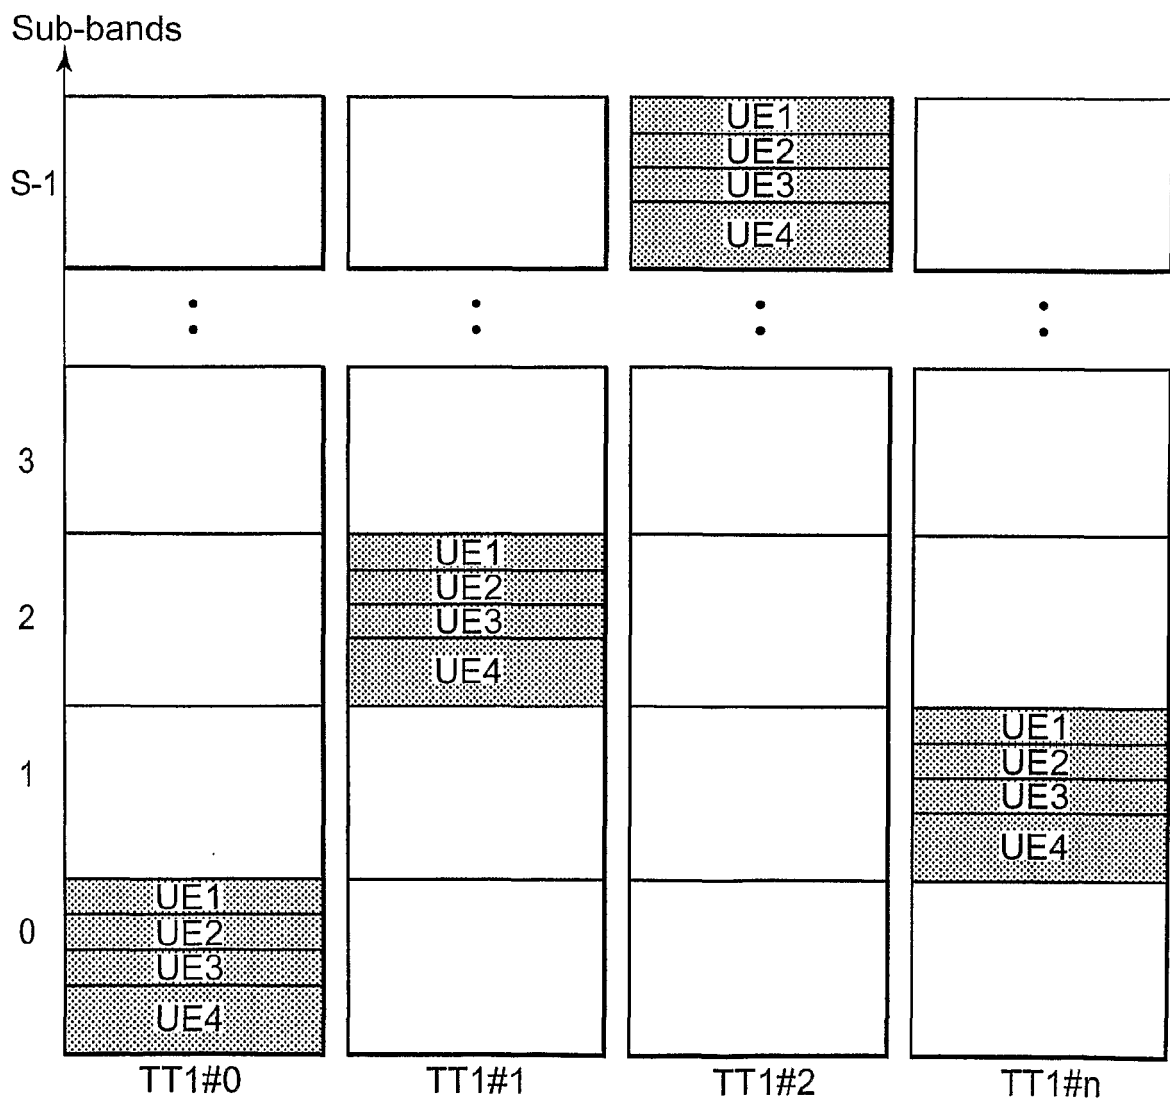 Sub-bands
S-1
UE1
UE2
UE3
UE4
3
2
UE1
UE2
UE3
UE4
1
UE1
UE2
UE3
UE4
0
UE1
UE2
UE3
UE4
TT1#0 TT1#1 TT1#2 TT1#n